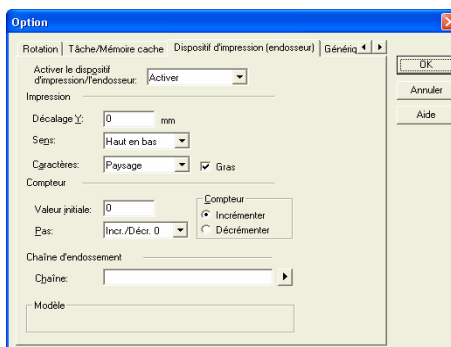 Option
Rotation Tâche/Mémoire cache Dispositif d'impression (endosseur) Génériq
OK
Annuler
Aide
Activer le dispositif
d'impression/l'endosseur: Activer
Impression
Décalage Y: 0 mm
Sens: Haut en bas
Caractères: Paysage Gras
Compteur
Valeur initiale: 0
Pas: Incr./Décr. 0
Compteur
Incrémenter
Décrémenter
Chaîne d'endossement
Chaîne:
Modèle